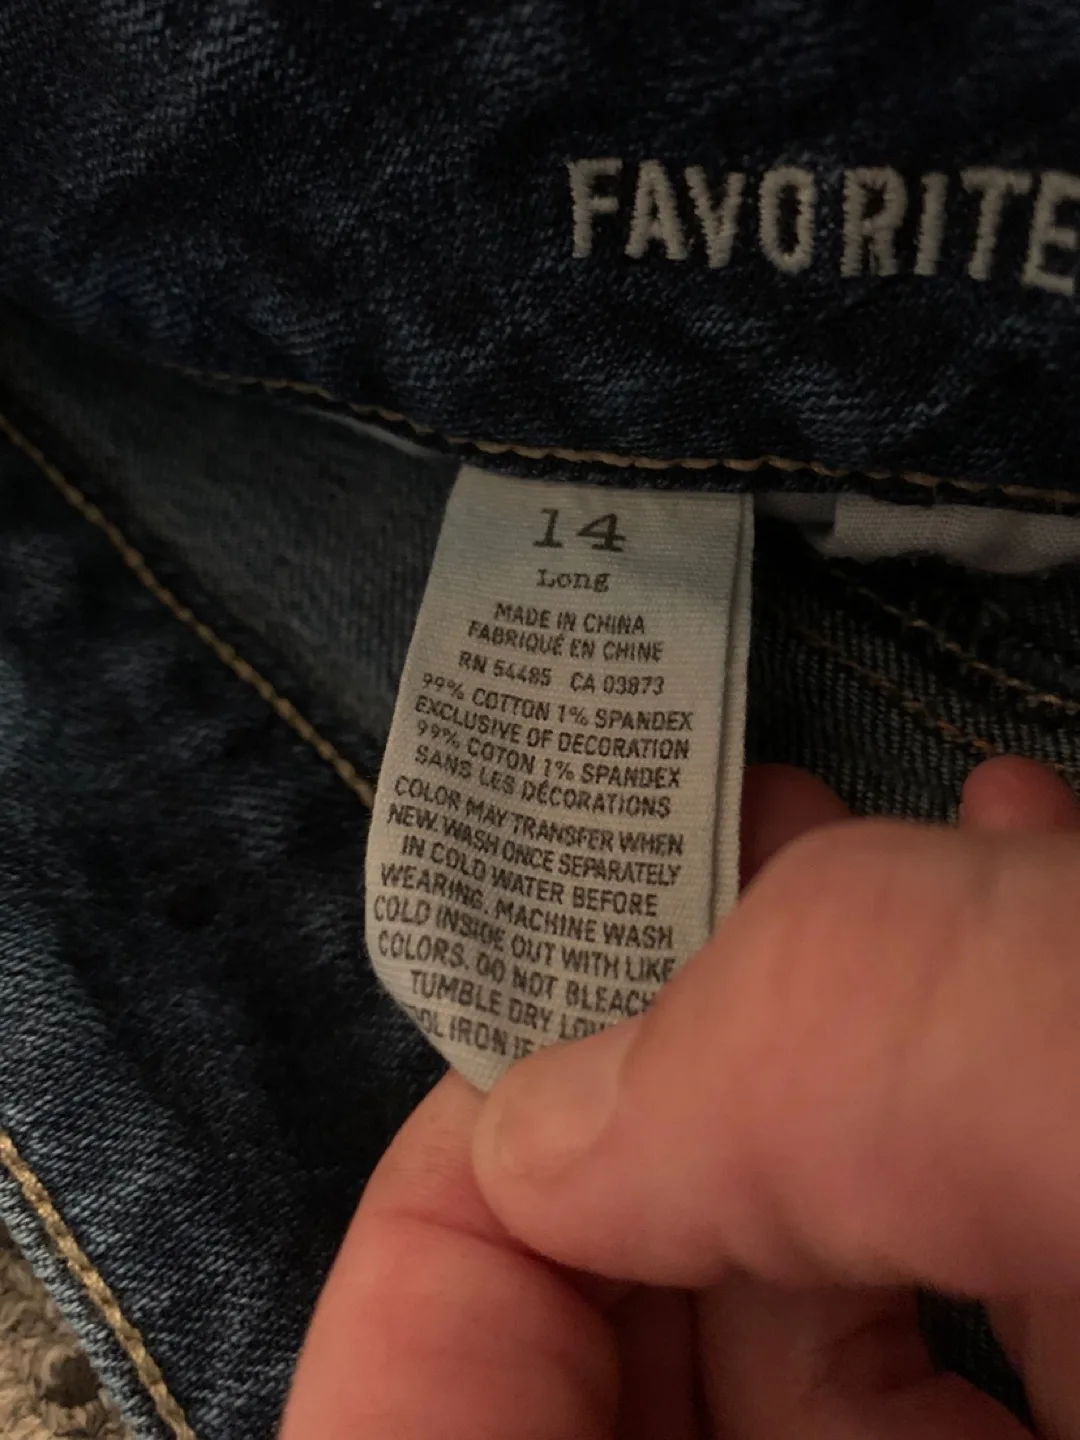 FAVORITE
14
Long
MADE IN CHINA
FABRIQUÉ EN CHINE
RN 54485 CA 03873
99% COTTON 1% SPANDEX
EXCLUSIVE OF DECORATION
99% COTON 1% SPANDEX
SANS LES DÉCORATIONS
COLOR MAY TRANSFER WHEN
NEW. WASH ONCE SEPARATELY
IN COLD WATER BEFORE
WEARING. MACHINE WASH
COLD INSIDE OUT WITH LIKE
COLORS. DO NOT BLEACH
TUMBLE DRY
IRON IF